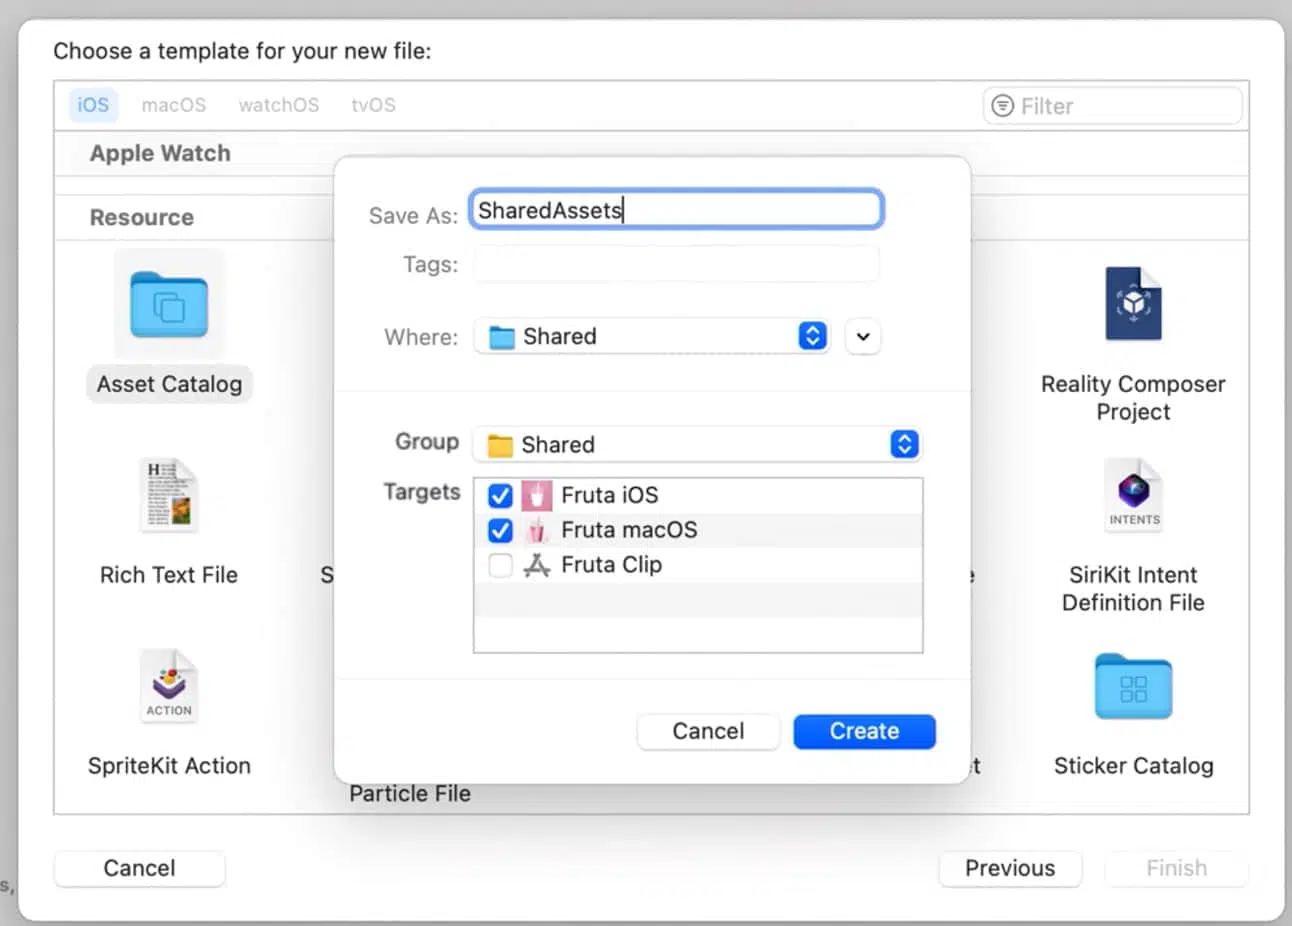 Choose a template for your new file:
iOS macOS watchOS tvOS Filter
Apple Watch
Resource
Save As: SharedAssets
Tags:
Where: Shared
Group Shared
Targets
Fruta iOS
Fruta macOS
Fruta Clip
Cancel Create
Asset Catalog
Reality Composer
Project
H
INTENTS
Rich Text File
SiriKit Intent
Definition File
ACTION
SpriteKit Action
Particle File
Sticker Catalog
Cancel Previous Finish